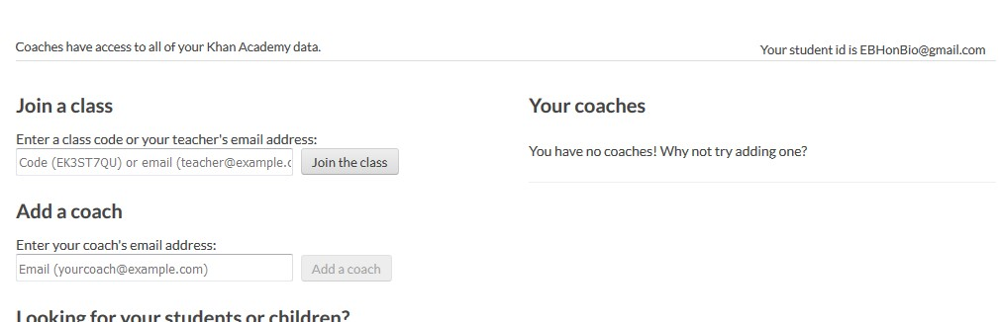 Coaches have access to all of your Khan Academy data.
Your student id is EBHonBio@gmail.com
Join a class
Enter a class code or your teacher's email address:
Code (EK3ST7QU) or email (teacher@example.c
Join the class
Add a coach
Enter your coach's email address:
Email (yourcoach@example.com)
Add a coach
Looking for your students or children?
Your coaches
You have no coaches! Why not try adding one?